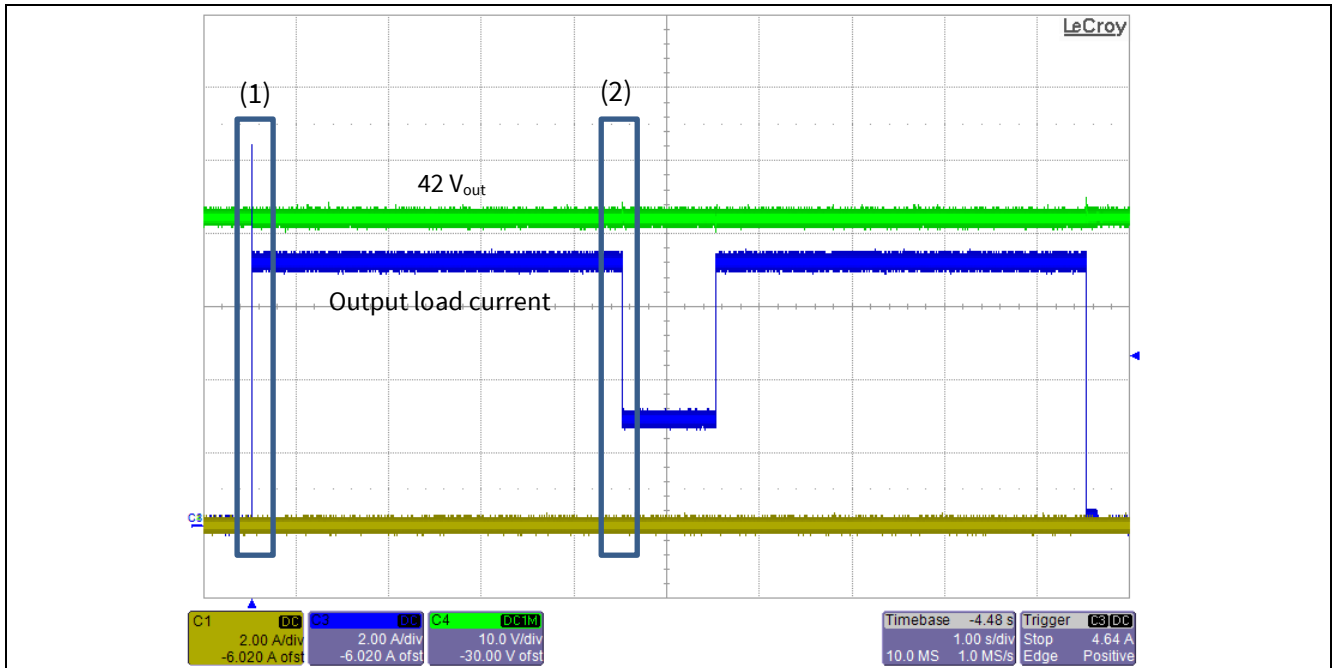 LeCroy
(1)
(2)
42 Vout
Output load current
C1 DC
2.00 A/div
-6.020 A ofst
C3 DC
2.00 A/div
-6.020 A ofst
C4 DC1M
10.0 V/div
-30.00 V ofst
Timebase -4.48 s
1.00 s/div
10.0 MS 1.0 MS/s
Trigger C3 DC
Stop 4.64 A
Edge Positive